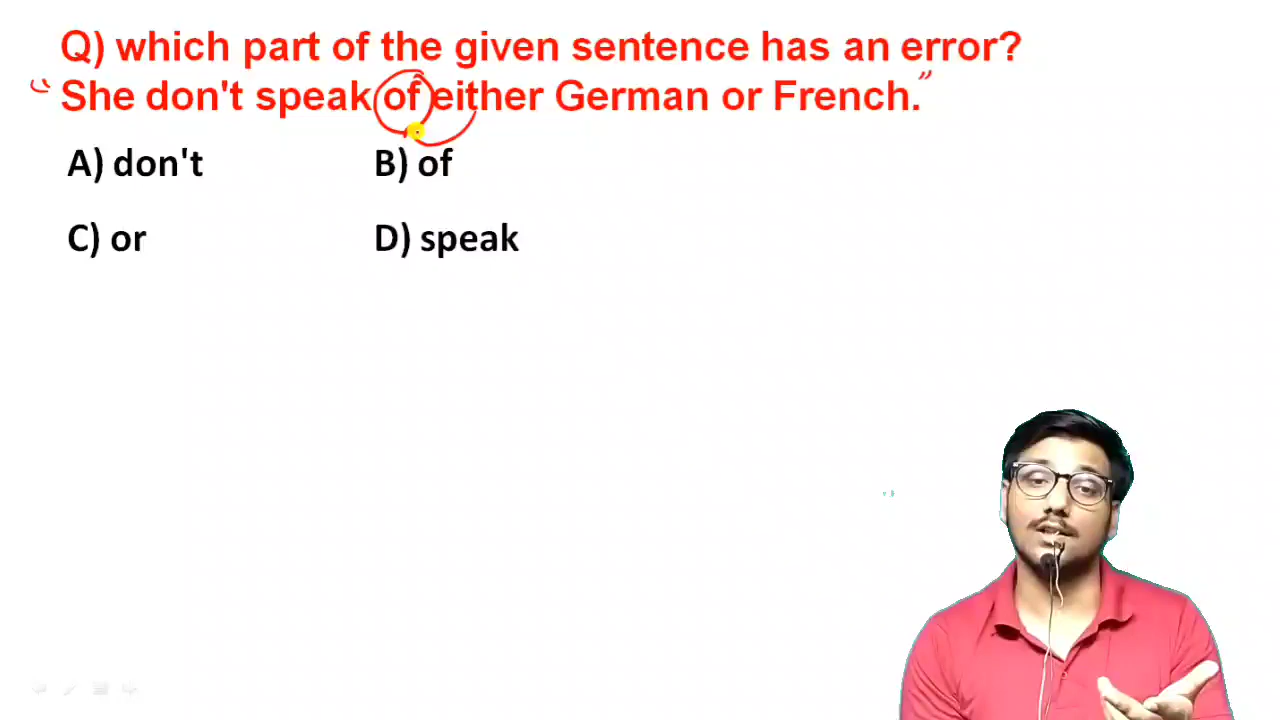 Q) which part of the given sentence has an error?
“She don't speak of either German or French.”
A) don't B) of
C) or D) speak